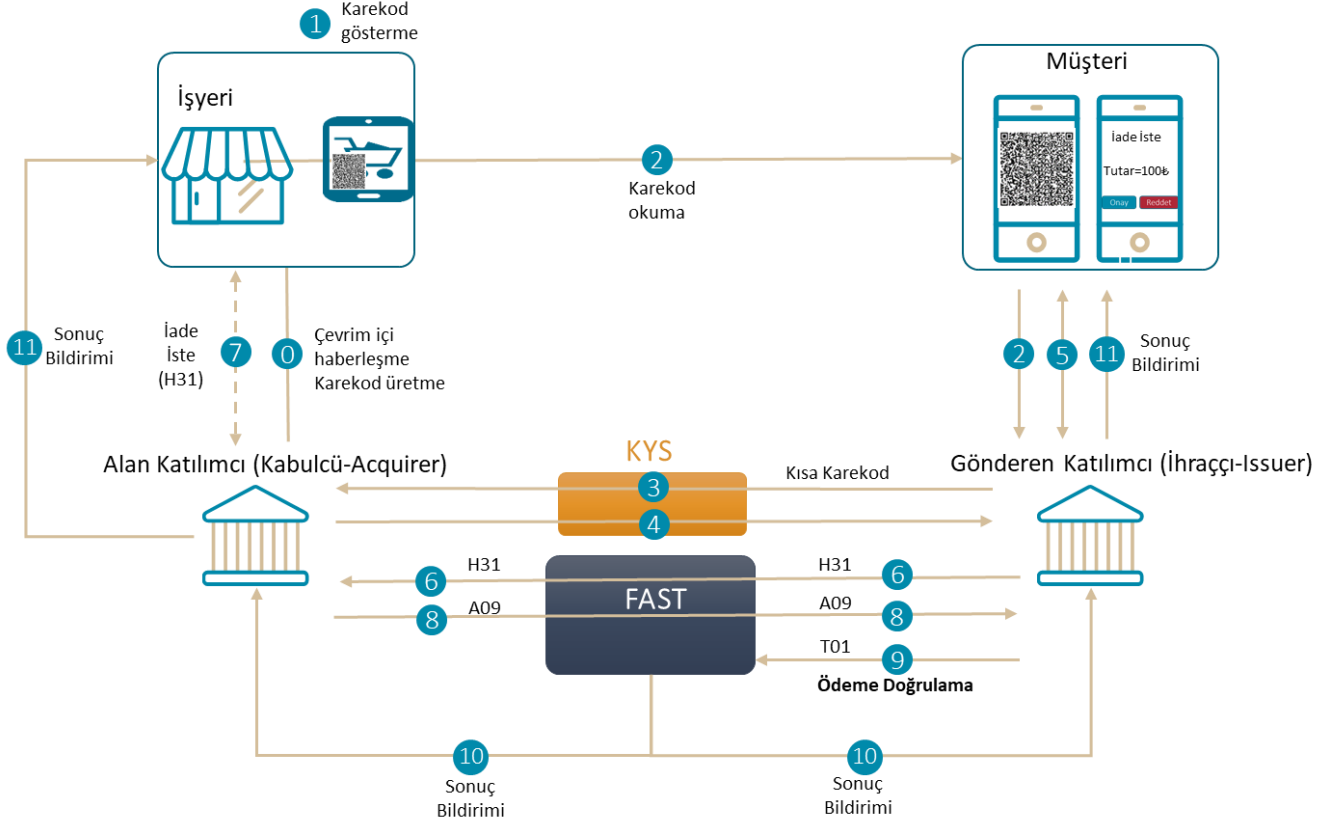 1
Karekod
gösterme
İşyeri
Müşteri
İade İste
Tutar=100₺
Onay
Reddet
2
Karekod
okuma
11
Sonuç
Bildirimi
İade
İste
(H31)
7
0
Çevrim içi
haberleşme
Karekod üretme
2
5
11
Sonuç
Bildirimi
Alan Katılımcı (Kabulcü-Acquirer)
KYS
Gönderen Katılımcı (İhraççı-Issuer)
3
Kısa Karekod
4
H31
6
H31
6
FAST
A09
8
A09
8
T01
9
Ödeme Doğrulama
10
Sonuç
Bildirimi
10
Sonuç
Bildirimi